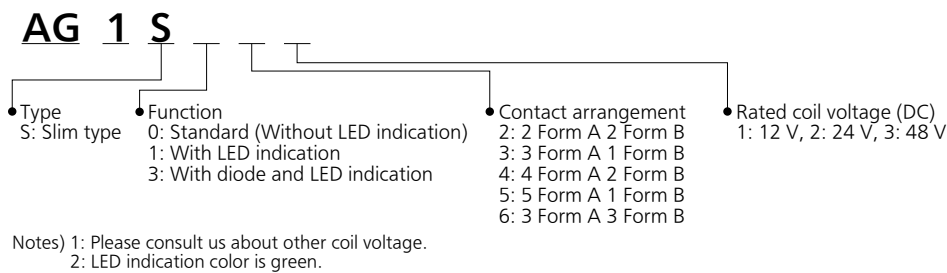 AG 1 S
Type
S: Slim type
Function
0: Standard (Without LED indication)
1: With LED indication
3: With diode and LED indication
Contact arrangement
2: 2 Form A 2 Form B
3: 3 Form A 1 Form B
4: 4 Form A 2 Form B
5: 5 Form A 1 Form B
6: 3 Form A 3 Form B
Rated coil voltage (DC)
1: 12 V, 2: 24 V, 3: 48 V
Notes) 1: Please consult us about other coil voltage.
2: LED indication color is green.